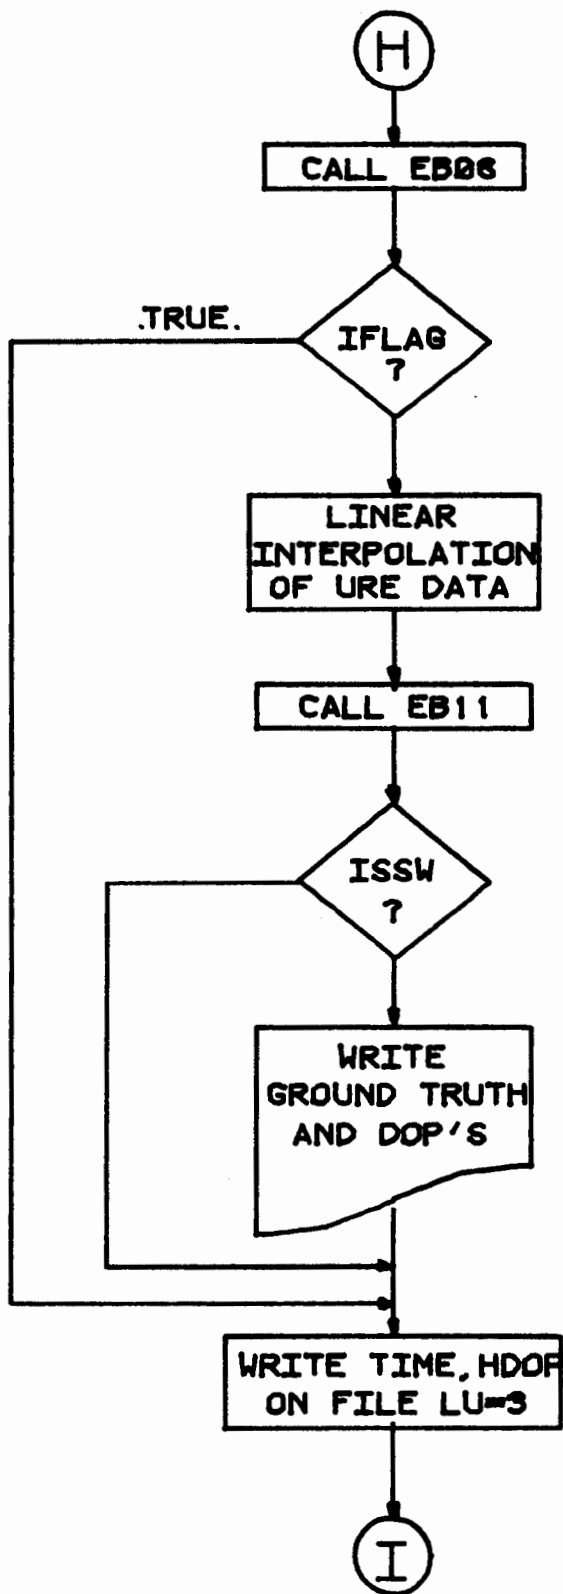 H
CALL EB08
.TRUE.
IFLAG
?
LINEAR
INTERPOLATION
OF URE DATA
CALL EB11
ISSW
?
WRITE
GROUND TRUTH
AND DOP'S
WRITE TIME, HDOP
ON FILE LU=3
I